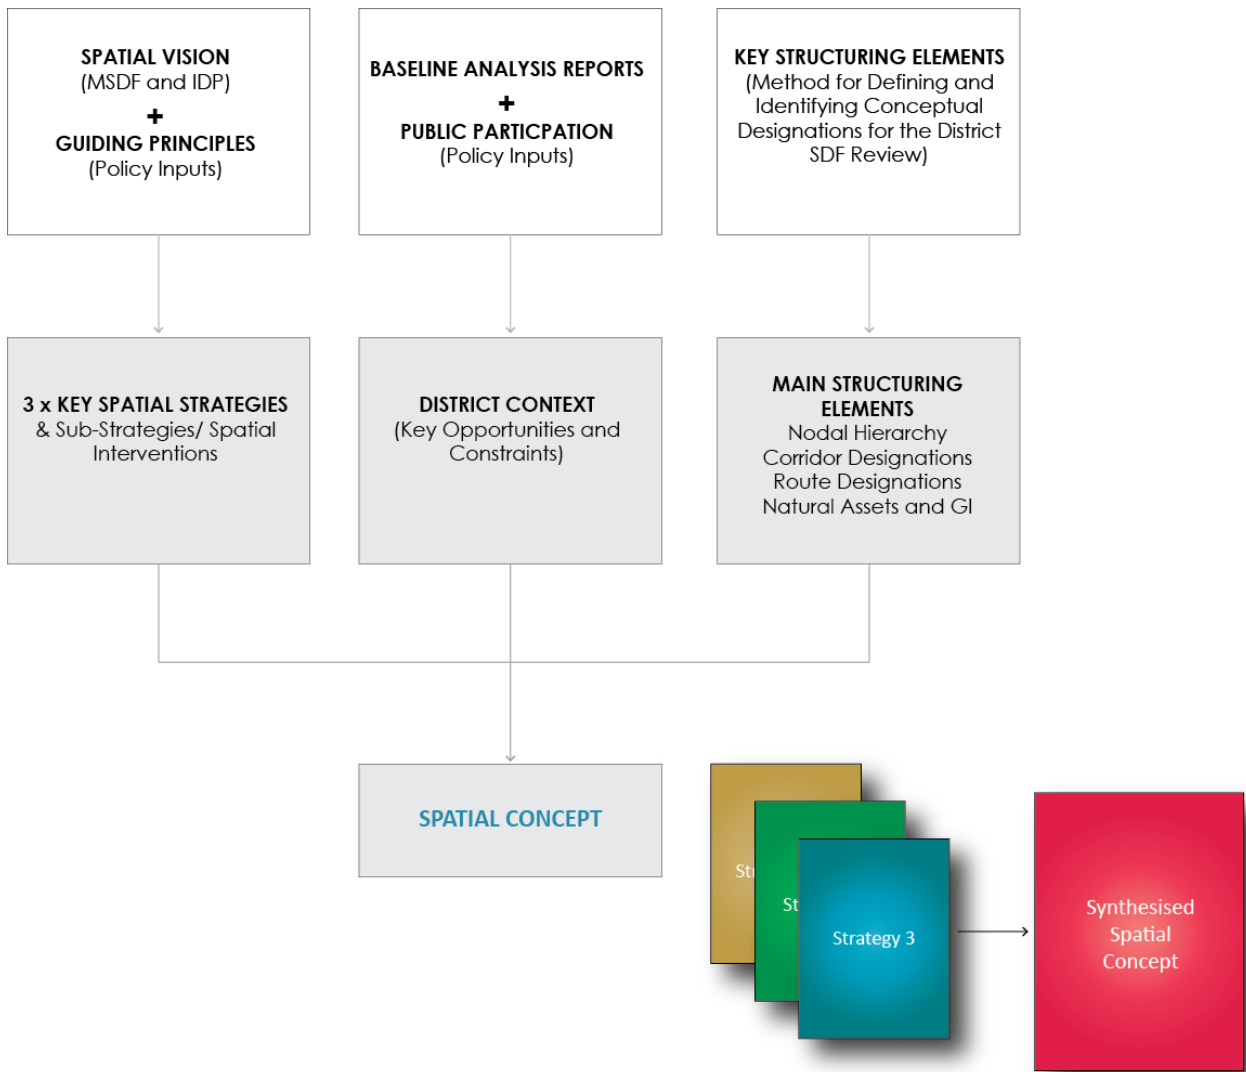 SPATIAL VISION
(MSDF and IDP)
+
GUIDING PRINCIPLES
(Policy Inputs)
BASELINE ANALYSIS REPORTS
+
PUBLIC PARTICPATION
(Policy Inputs)
KEY STRUCTURING ELEMENTS
(Method for Defining and
Identifying Conceptual
Designations for the District
SDF Review)
3 x KEY SPATIAL STRATEGIES
& Sub-Strategies/ Spatial
Interventions
DISTRICT CONTEXT
(Key Opportunities and
Constraints)
MAIN STRUCTURING
ELEMENTS
Nodal Hierarchy
Corridor Designations
Route Designations
Natural Assets and GI
SPATIAL CONCEPT
Strategy 3
Synthesised
Spatial
Concept